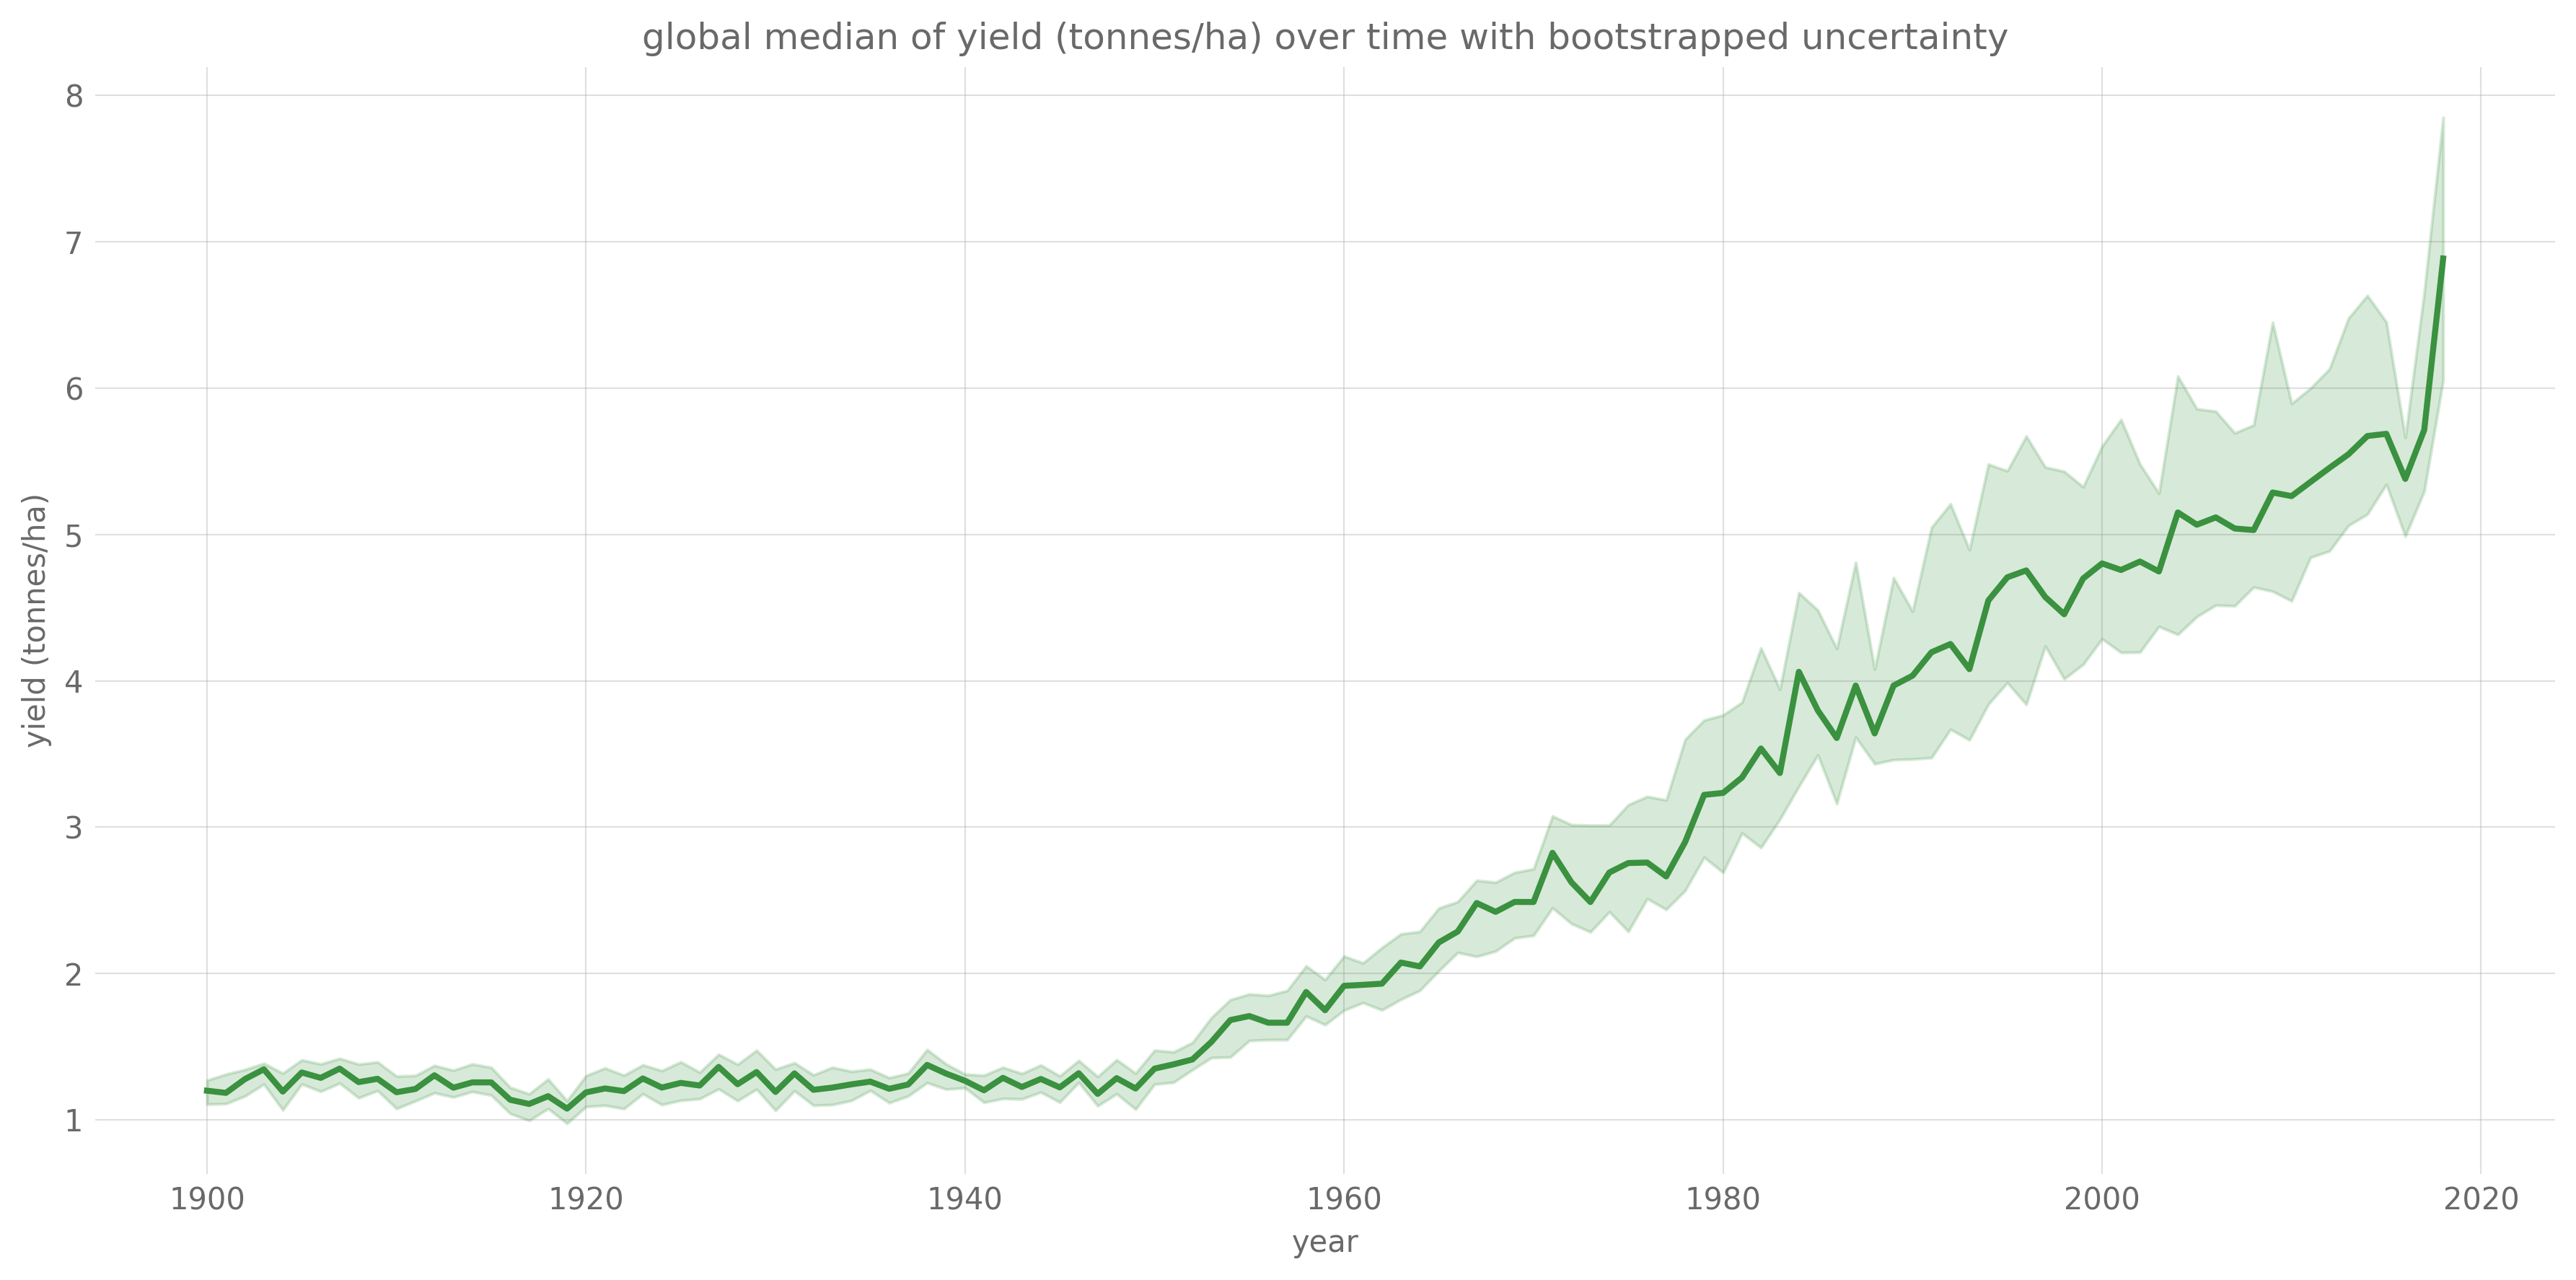 global median of yield (tonnes/ha) over time with bootstrapped uncertainty
8
7
6
5
4
3
2
1
yield (tonnes/ha)
1900 1920 1940 1960 1980 2000 2020
year